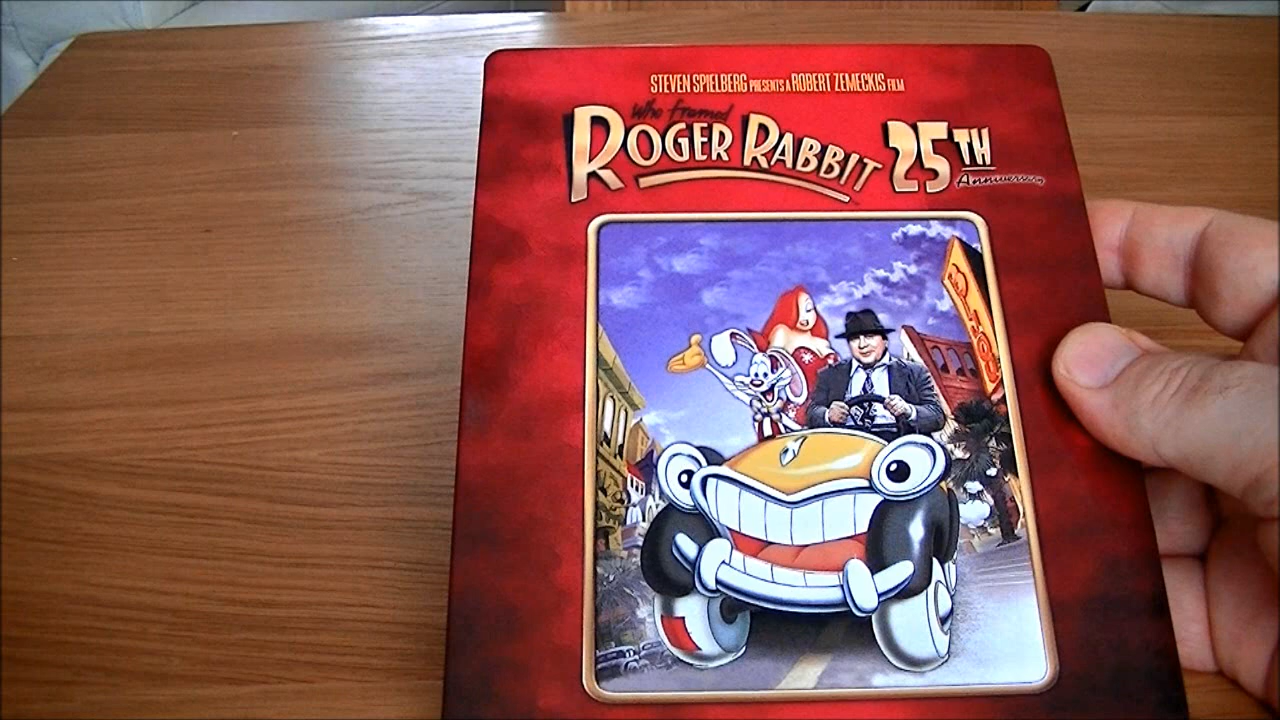 STEVEN SPIELBERG PRESENTS A ROBERT ZEMECKIS FILM
Who framed
ROGER RABBIT 25TH
Anniversary